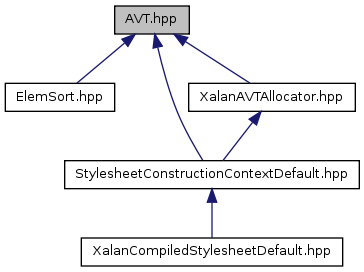 AVT.hpp
ElemSort.hpp
XalanAVTAllocator.hpp
StylesheetConstructionContextDefault.hpp
XalanCompiledStylesheetDefault.hpp